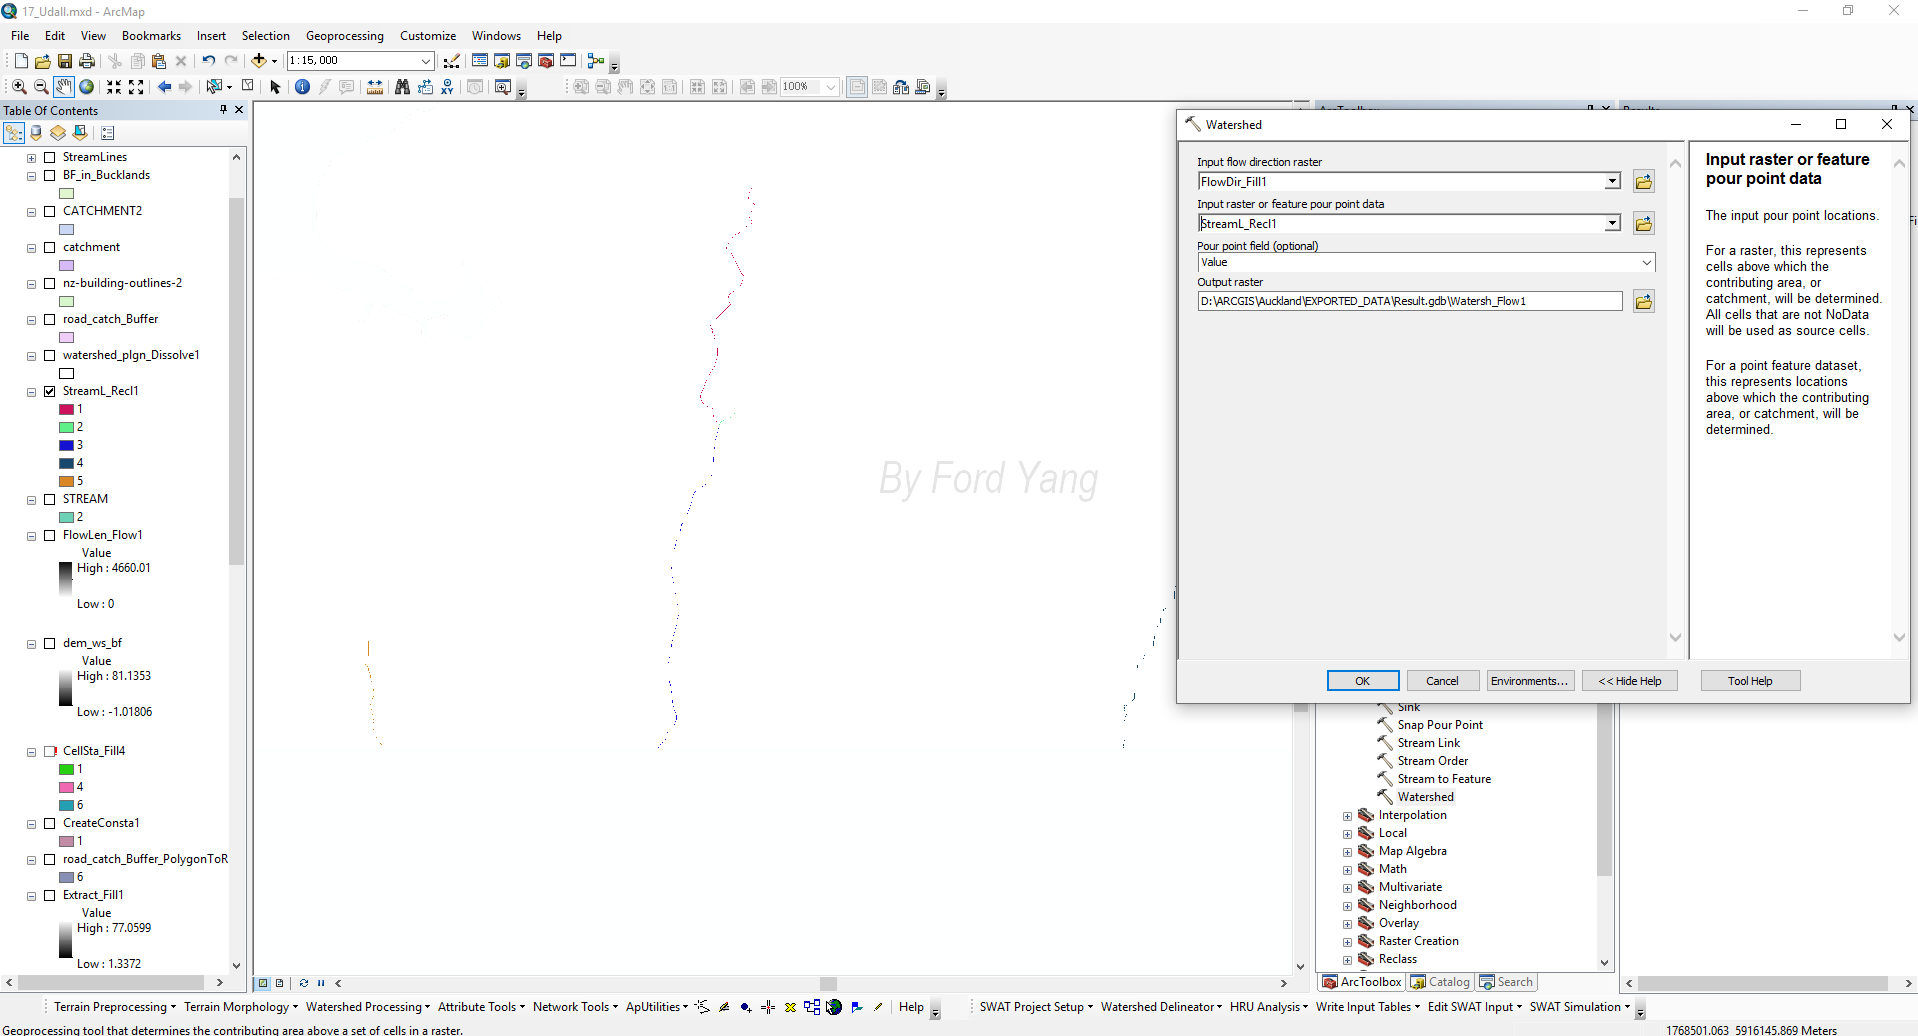 17_Udall.mxd - ArcMap
File Edit View Bookmarks Insert Selection Geoprocessing Customize Windows Help
1:15,000
100%
Table Of Contents
StreamLines
BF_in_Bucklands
CATCHMENT2
catchment
nz-building-outlines-2
road_catch_Buffer
watershed_plgn_Dissolve1
StreamL_Recl1
1
2
3
4
5
STREAM
2
FlowLen_Flow1
Value
High : 4660.01
Low : 0
dem_ws_bf
Value
High : 81.1353
Low : -1.01806
CellSta_Fill4
1
4
6
CreateConsta1
1
road_catch_Buffer_PolygonToR
6
Extract_Fill1
Value
High : 77.0599
Low : 1.3372
By Ford Yang
Watershed
Input flow direction raster
FlowDir_Fill1
Input raster or feature pour point data
StreamL_Recl1
Pour point field (optional)
Value
Output raster
D:\ARCGIS\Auckland\EXPORTED_DATA\Result.gdb\Watersh_Flow1
OK Cancel Environments... << Hide Help Tool Help
Input raster or feature
pour point data
The input pour point locations.
For a raster, this represents
cells above which the
contributing area, or
catchment, will be determined.
All cells that are not NoData
will be used as source cells.
For a point feature dataset,
this represents locations
above which the contributing
area, or catchment, will be
determined.
Sink
Snap Pour Point
Stream Link
Stream Order
Stream to Feature
Watershed
Interpolation
Local
Map Algebra
Math
Multivariate
Neighborhood
Overlay
Raster Creation
Reclass
ArcToolbox Catalog Search
Terrain Preprocessing Terrain Morphology Watershed Processing Attribute Tools Network Tools ApUtilities Help SWAT Project Setup Watershed Delineator HRU Analysis Write Input Tables Edit SWAT Input SWAT Simulation
Geoprocessing tool that determines the contributing area above a set of cells in a raster.
1768501.063 5916145.869 Meters